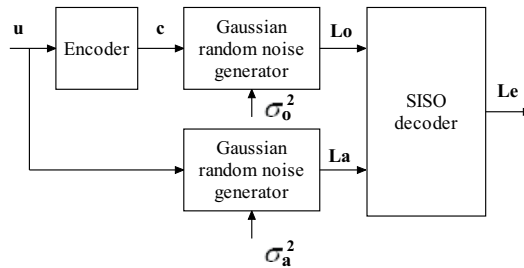 u
Encoder
c
Gaussian
random noise
generator
Lo
σo²
SISO
decoder
Le
Gaussian
random noise
generator
La
σa²